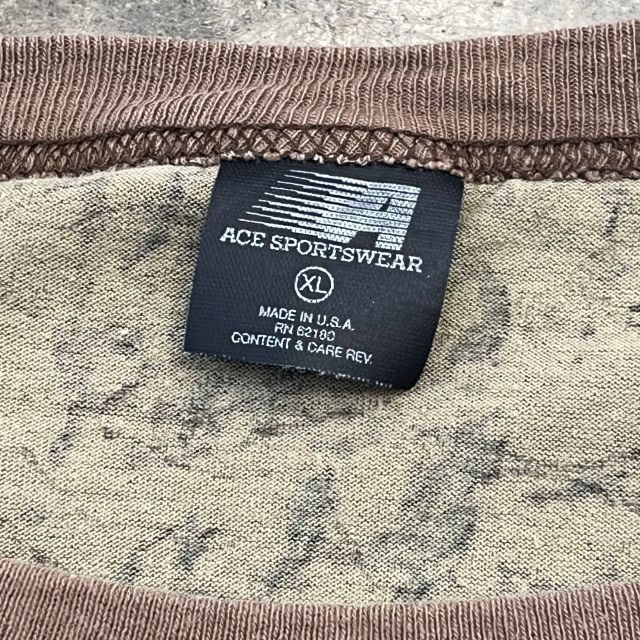 A
ACE SPORTSWEAR
XL
MADE IN U.S.A.
RN 62180
CONTENT & CARE REV.